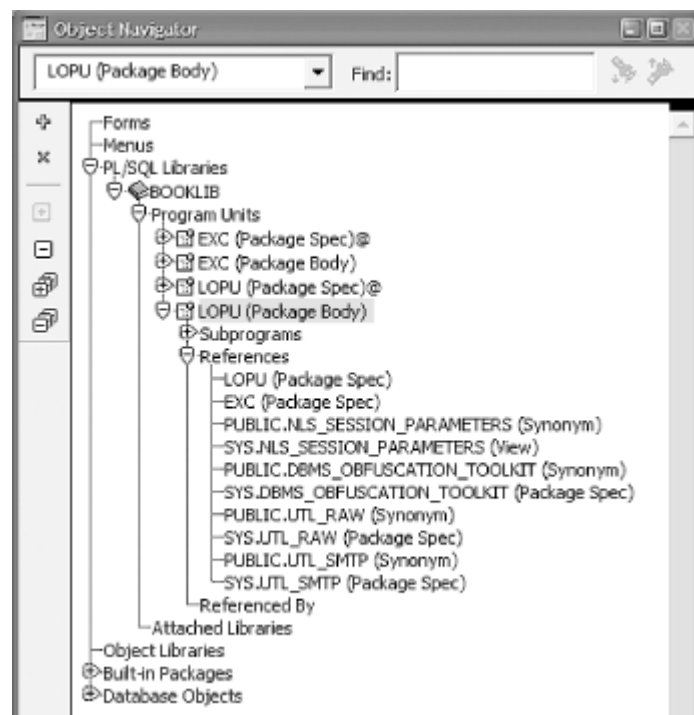 Object Navigator
LOPU (Package Body) Find:
Forms
Menus
PL/SQL Libraries
BOOKLIB
Program Units
EXC (Package Spec)@
EXC (Package Body)
LOPU (Package Spec)@
LOPU (Package Body)
Subprograms
References
LOPU (Package Spec)
EXC (Package Spec)
PUBLIC.NLS_SESSION_PARAMETERS (Synonym)
SYS.NLS_SESSION_PARAMETERS (View)
PUBLIC.DBMS_OBFUSCATION_TOOLKIT (Synonym)
SYS.DBMS_OBFUSCATION_TOOLKIT (Package Spec)
PUBLIC.UTL_RAW (Synonym)
SYS.UTL_RAW (Package Spec)
PUBLIC.UTL_SMTP (Synonym)
SYS.UTL_SMTP (Package Spec)
Referenced By
Attached Libraries
Object Libraries
Built-in Packages
Database Objects